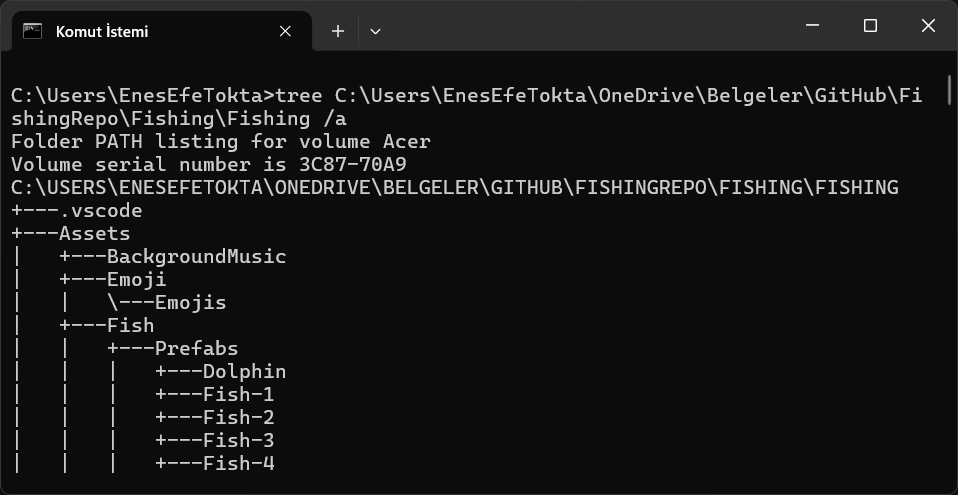 Komut İstemi
C:\Users\EnesEfeTokta>tree C:\Users\EnesEfeTokta\OneDrive\Belgeler\GitHub\Fi
shingRepo\Fishing\Fishing /a
Folder PATH listing for volume Acer
Volume serial number is 3C87-70A9
C:\USERS\ENESEFETOKTA\ONEDRIVE\BELGELER\GITHUB\FISHINGREPO\FISHING\FISHING
+---.vscode
+---Assets
|   +---BackgroundMusic
|   +---Emoji
|   |   \---Emojis
|   +---Fish
|   |   +---Prefabs
|   |   |   +---Dolphin
|   |   |   +---Fish-1
|   |   |   +---Fish-2
|   |   |   +---Fish-3
|   |   |   +---Fish-4